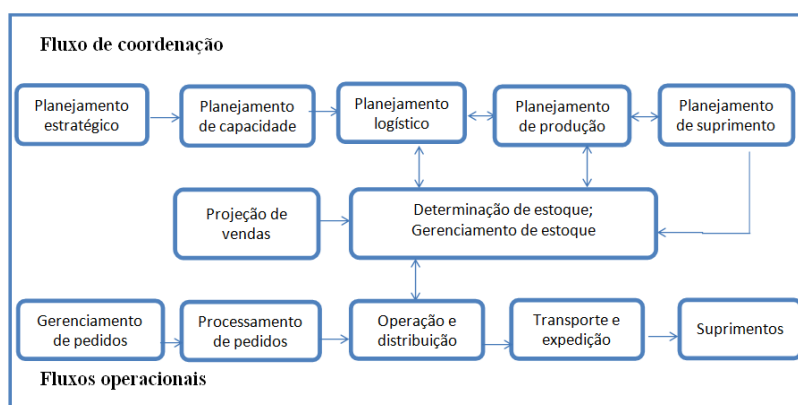 Fluxo de coordenação
Planejamento
estratégico
Planejamento
de capacidade
Planejamento
logístico
Planejamento
de produção
Planejamento
de suprimento
Projeção de
vendas
Determinação de estoque;
Gerenciamento de estoque
Gerenciamento
de pedidos
Processamento
de pedidos
Operação e
distribuição
Transporte e
expedição
Suprimentos
Fluxos operacionais